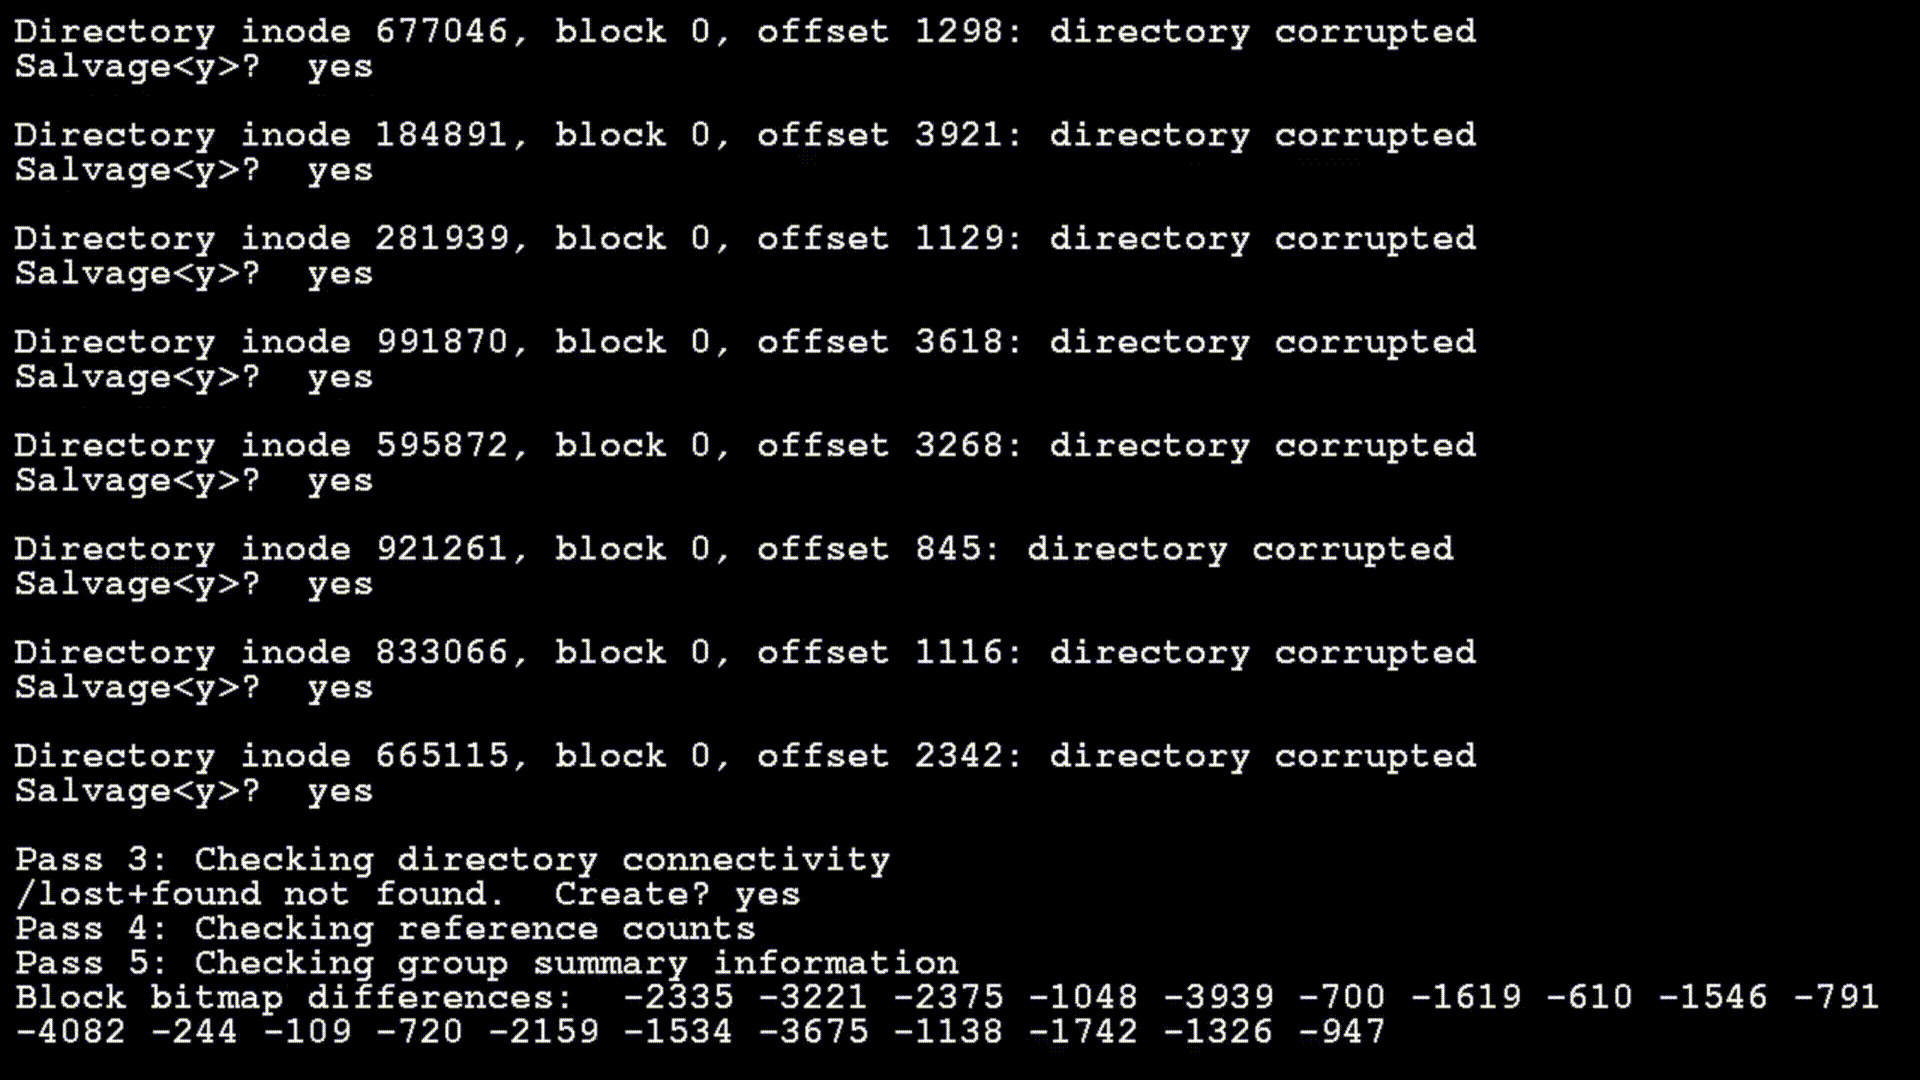 Directory inode 677046, block 0, offset 1298: directory corrupted
Salvage<y>?  yes
Directory inode 184891, block 0, offset 3921: directory corrupted
Salvage<y>?  yes
Directory inode 281939, block 0, offset 1129: directory corrupted
Salvage<y>?  yes
Directory inode 991870, block 0, offset 3618: directory corrupted
Salvage<y>?  yes
Directory inode 595872, block 0, offset 3268: directory corrupted
Salvage<y>?  yes
Directory inode 921261, block 0, offset 845: directory corrupted
Salvage<y>?  yes
Directory inode 833066, block 0, offset 1116: directory corrupted
Salvage<y>?  yes
Directory inode 665115, block 0, offset 2342: directory corrupted
Salvage<y>?  yes
Pass 3: Checking directory connectivity
/lost+found not found.  Create? yes
Pass 4: Checking reference counts
Pass 5: Checking group summary information
Block bitmap differences:  -2335 -3221 -2375 -1048 -3939 -700 -1619 -610 -1546 -791
-4082 -244 -109 -720 -2159 -1534 -3675 -1138 -1742 -1326 -947